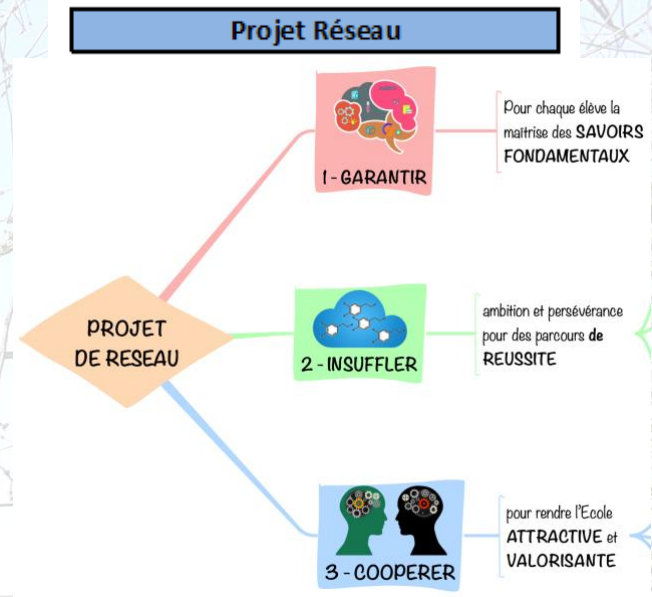 Projet Réseau
1 - GARANTIR
Pour chaque élève la
maîtrise des SAVOIRS
FONDAMENTAUX
PROJET
DE RESEAU
2 - INSUFFLER
ambition et persévérance
pour des parcours de
REUSSITE
3 - COOPERER
pour rendre l'Ecole
ATTRACTIVE et
VALORISANTE